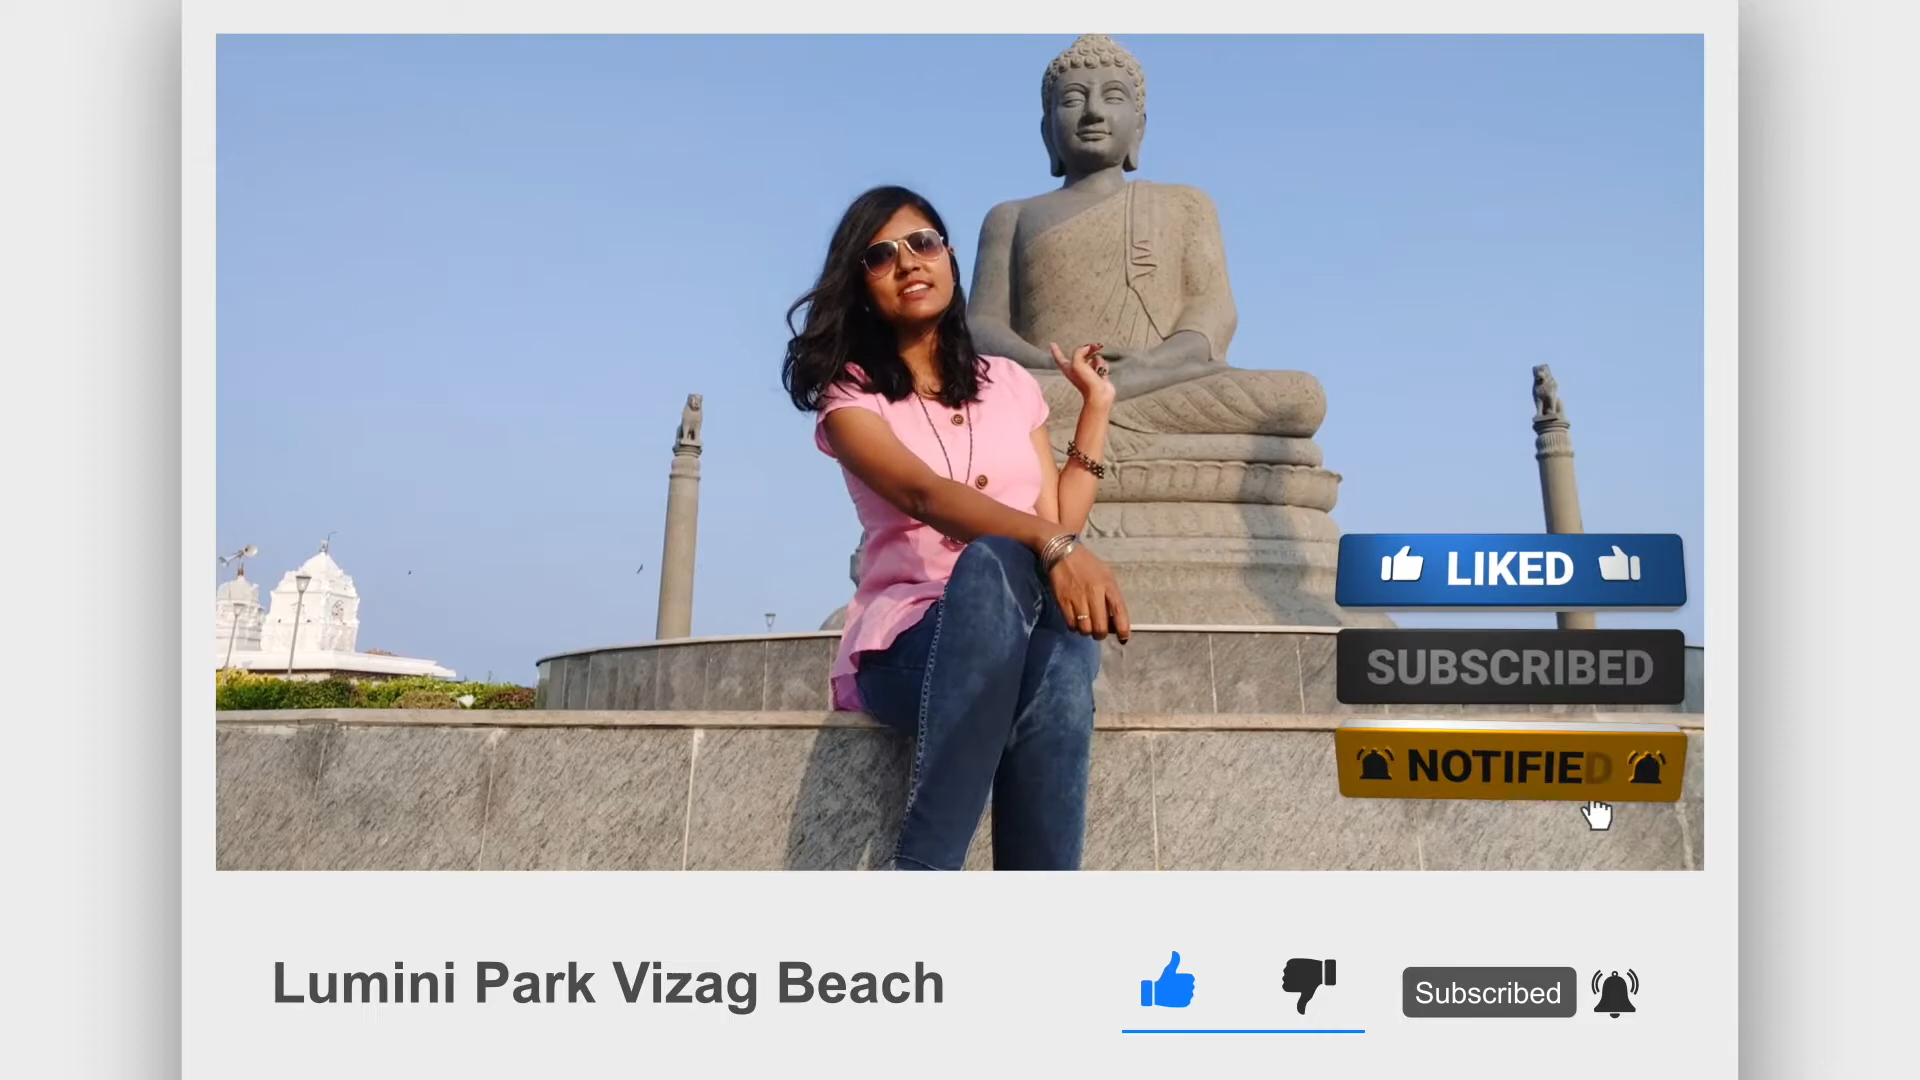 LIKED
SUBSCRIBED
NOTIFIED
Lumini Park Vizag Beach
Subscribed